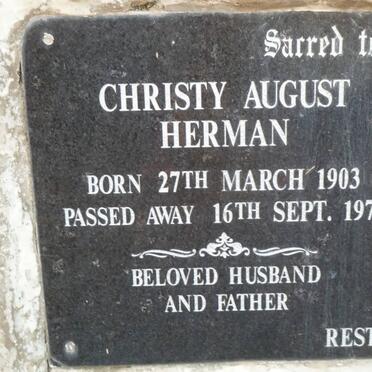 Sacred t
CHRISTY AUGUST
HERMAN
BORN 27TH MARCH 1903
PASSED AWAY 16TH SEPT. 197
BELOVED HUSBAND
AND FATHER
REST